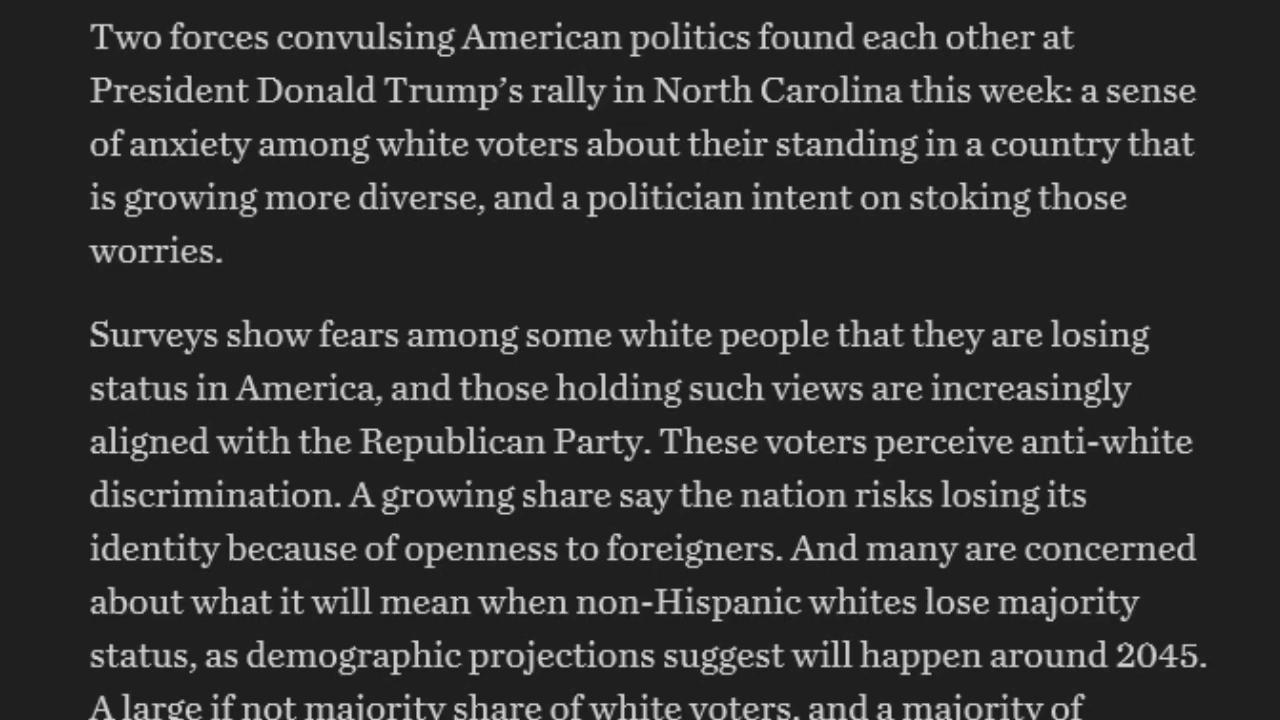 Two forces convulsing American politics found each other at
President Donald Trump’s rally in North Carolina this week: a sense
of anxiety among white voters about their standing in a country that
is growing more diverse, and a politician intent on stoking those
worries.
Surveys show fears among some white people that they are losing
status in America, and those holding such views are increasingly
aligned with the Republican Party. These voters perceive anti-white
discrimination. A growing share say the nation risks losing its
identity because of openness to foreigners. And many are concerned
about what it will mean when non-Hispanic whites lose majority
status, as demographic projections suggest will happen around 2045.
A large if not majority share of white voters, and a majority of